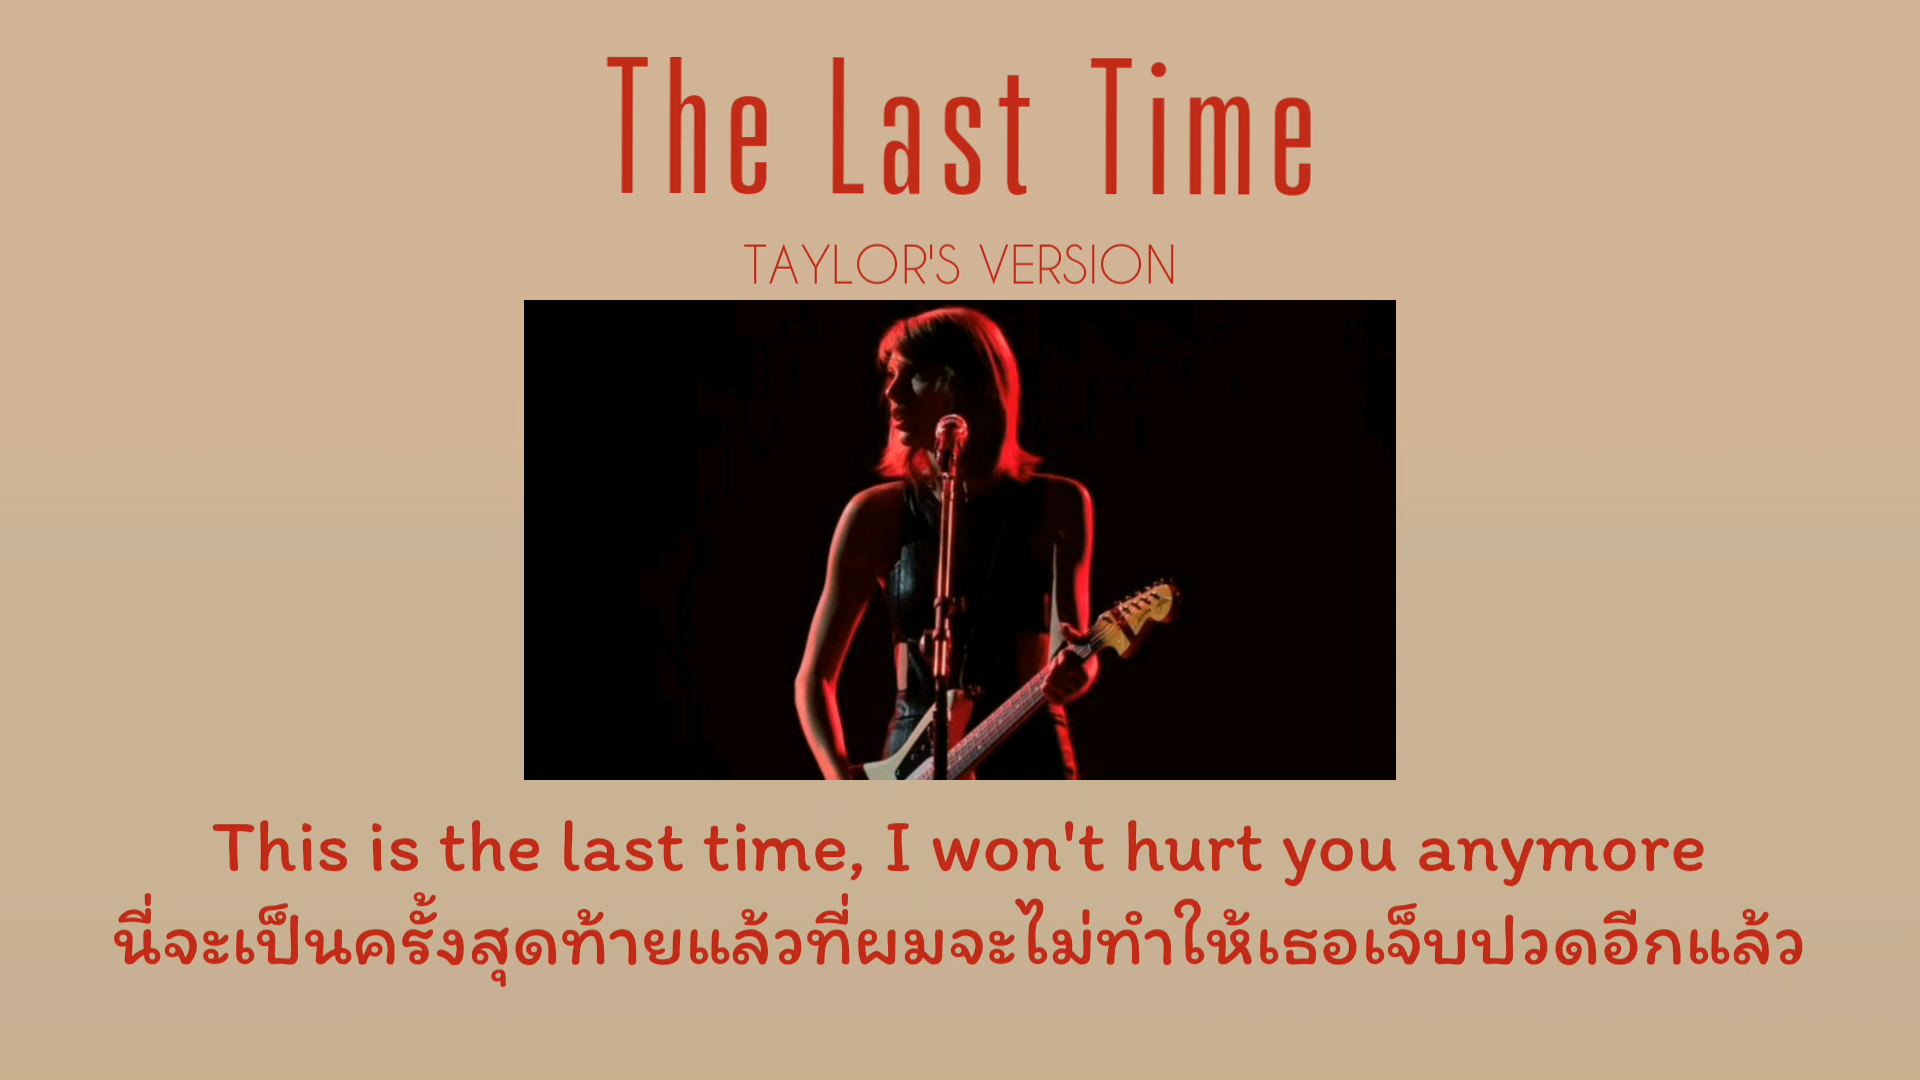 The Last Time
TAYLOR'S VERSION
This is the last time, I won't hurt you anymore
นี่จะเป็นครั้งสุดท้ายแล้วที่ผมจะไม่ทำให้เธอเจ็บปวดอีกแล้ว